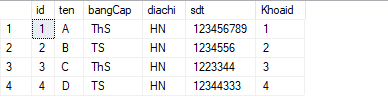 id ten bangCap diachi sdt Khoaid
1 1 A ThS HN 123456789 1
2 2 B TS HN 1234556 2
3 3 C ThS HN 1223344 3
4 4 D TS HN 12344333 4